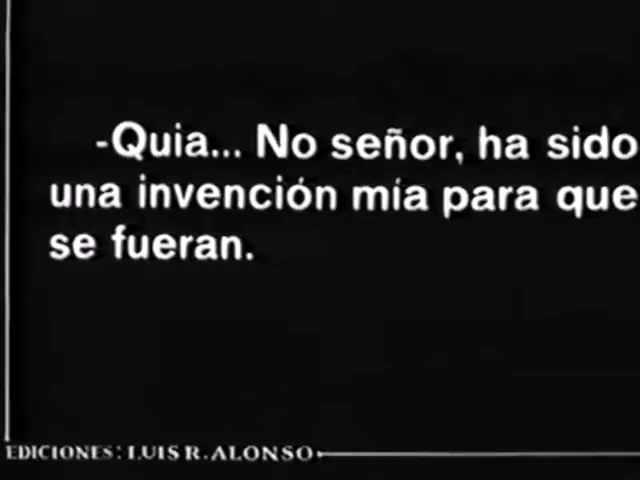 -Quia... No señor, ha sido
una invención mía para que
se fueran.
EDICIONES: LUIS R. ALONSO